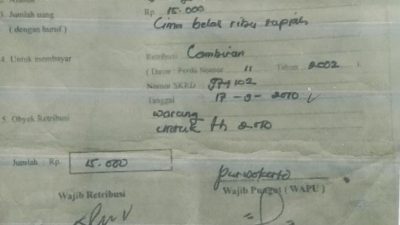 Rp. 15.000
3. Jumlah uang Lima belas ribu rupiah
( dengan huruf )
4. Untuk membayar Retribusi
( Dasar : Perda Nomor 11 Tahun 2002 )
Nomor SKRD 974102
Tanggal 17-3-2010
5. Obyek Retribusi warung
untuk th 2010
Jumlah Rp. 15.000
purwokerto
Wajib Retribusi Wajib Pungut ( WAPU )